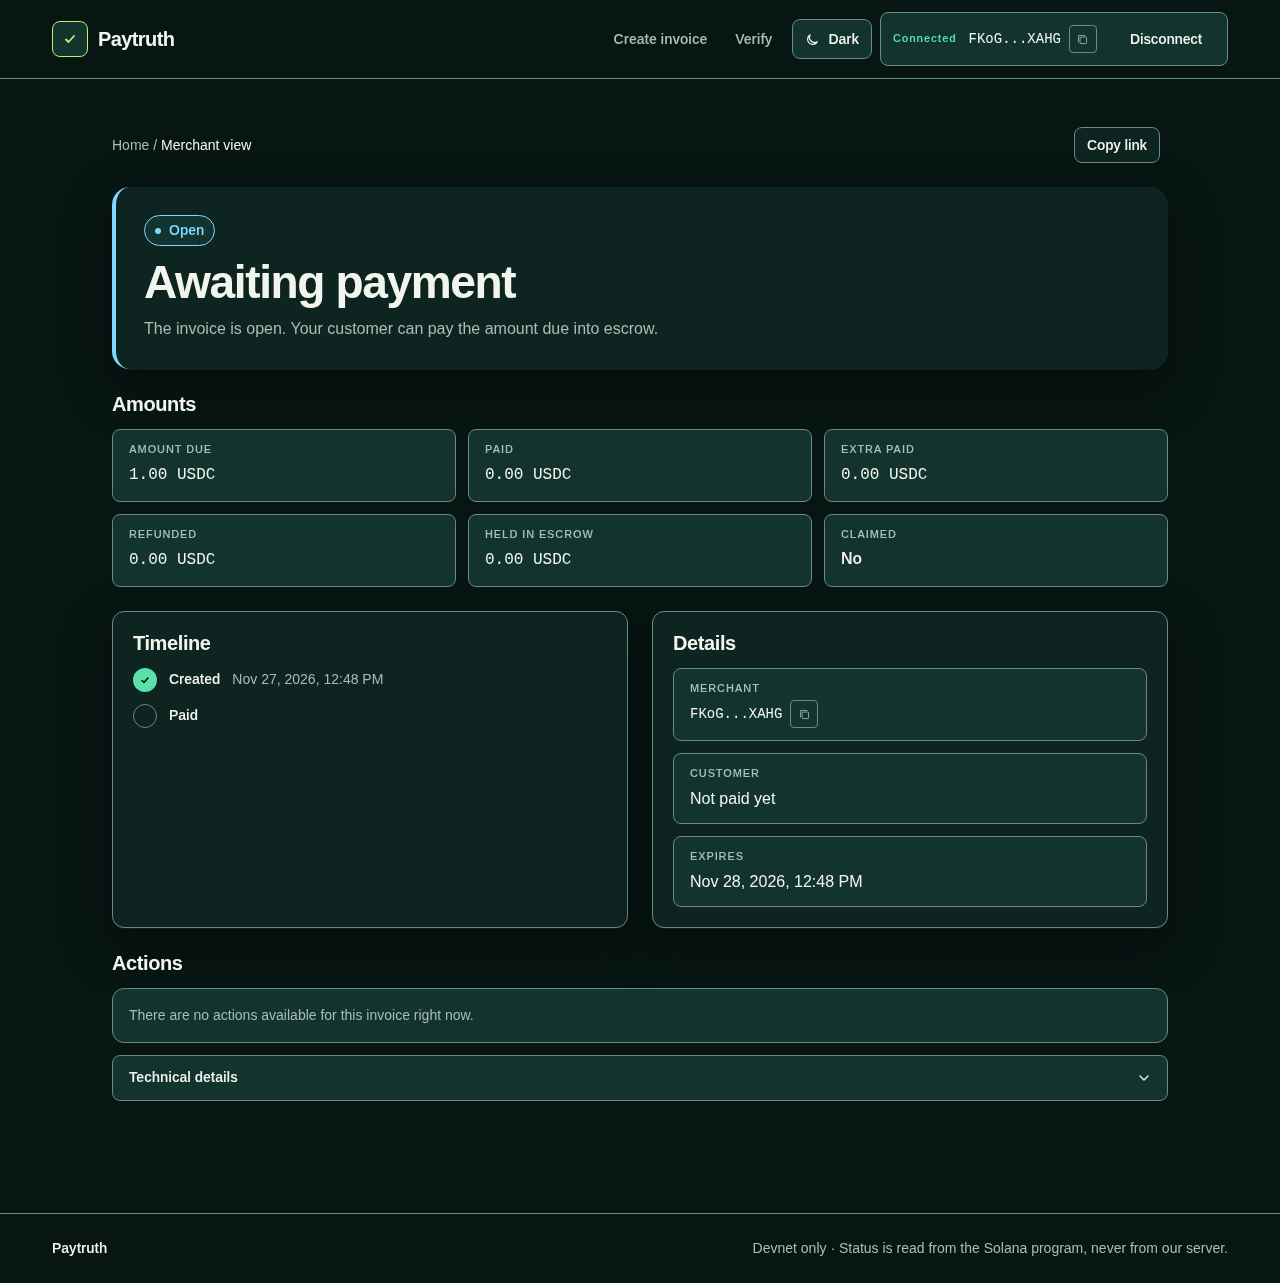 Paytruth
Create invoice
Verify
Dark
Connected FKoG...XAHG
Disconnect
Home / Merchant view
Copy link
Open
Awaiting payment
The invoice is open. Your customer can pay the amount due into escrow.
Amounts
AMOUNT DUE
1.00 USDC
PAID
0.00 USDC
EXTRA PAID
0.00 USDC
REFUNDED
0.00 USDC
HELD IN ESCROW
0.00 USDC
CLAIMED
No
Timeline
Created Nov 27, 2026, 12:48 PM
Paid
Details
MERCHANT
FKoG...XAHG
CUSTOMER
Not paid yet
EXPIRES
Nov 28, 2026, 12:48 PM
Actions
There are no actions available for this invoice right now.
Technical details
Paytruth
Devnet only · Status is read from the Solana program, never from our server.